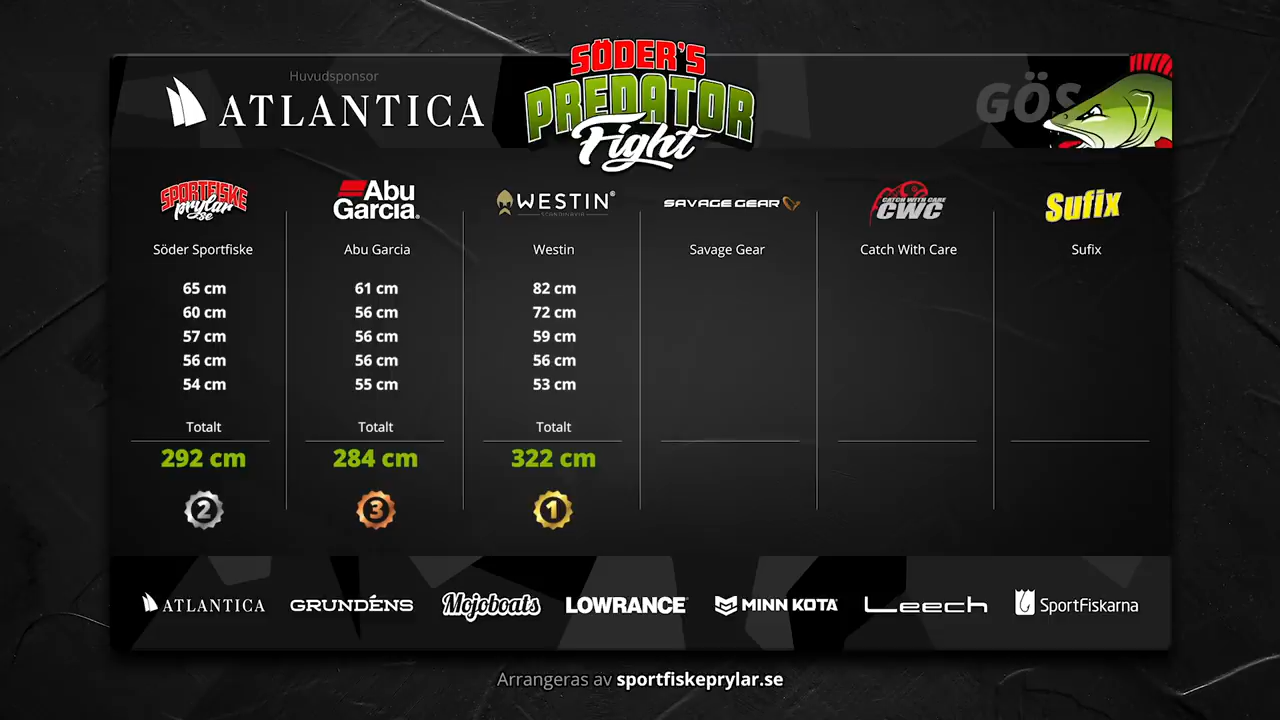 Huvudsponsor
ATLANTICA
SÖDER'S
PREDATOR
Fight
GÖS
SPORTFISKE
prylar.se
Abu
Garcia.
WESTIN®
SCANDINAVIA
SAVAGE GEAR
CATCH WITH CARE
CWC
Sufix
Söder Sportfiske
Abu Garcia
Westin
Savage Gear
Catch With Care
Sufix
65 cm 61 cm 82 cm
60 cm 56 cm 72 cm
57 cm 56 cm 59 cm
56 cm 56 cm 56 cm
54 cm 55 cm 53 cm
Totalt Totalt Totalt
292 cm 284 cm 322 cm
2 3 1
ATLANTICA GRUNDÉNS Mojoboats LOWRANCE® MINN KOTA® Leech SportFiskarna
Arrangeras av sportfiskeprylar.se